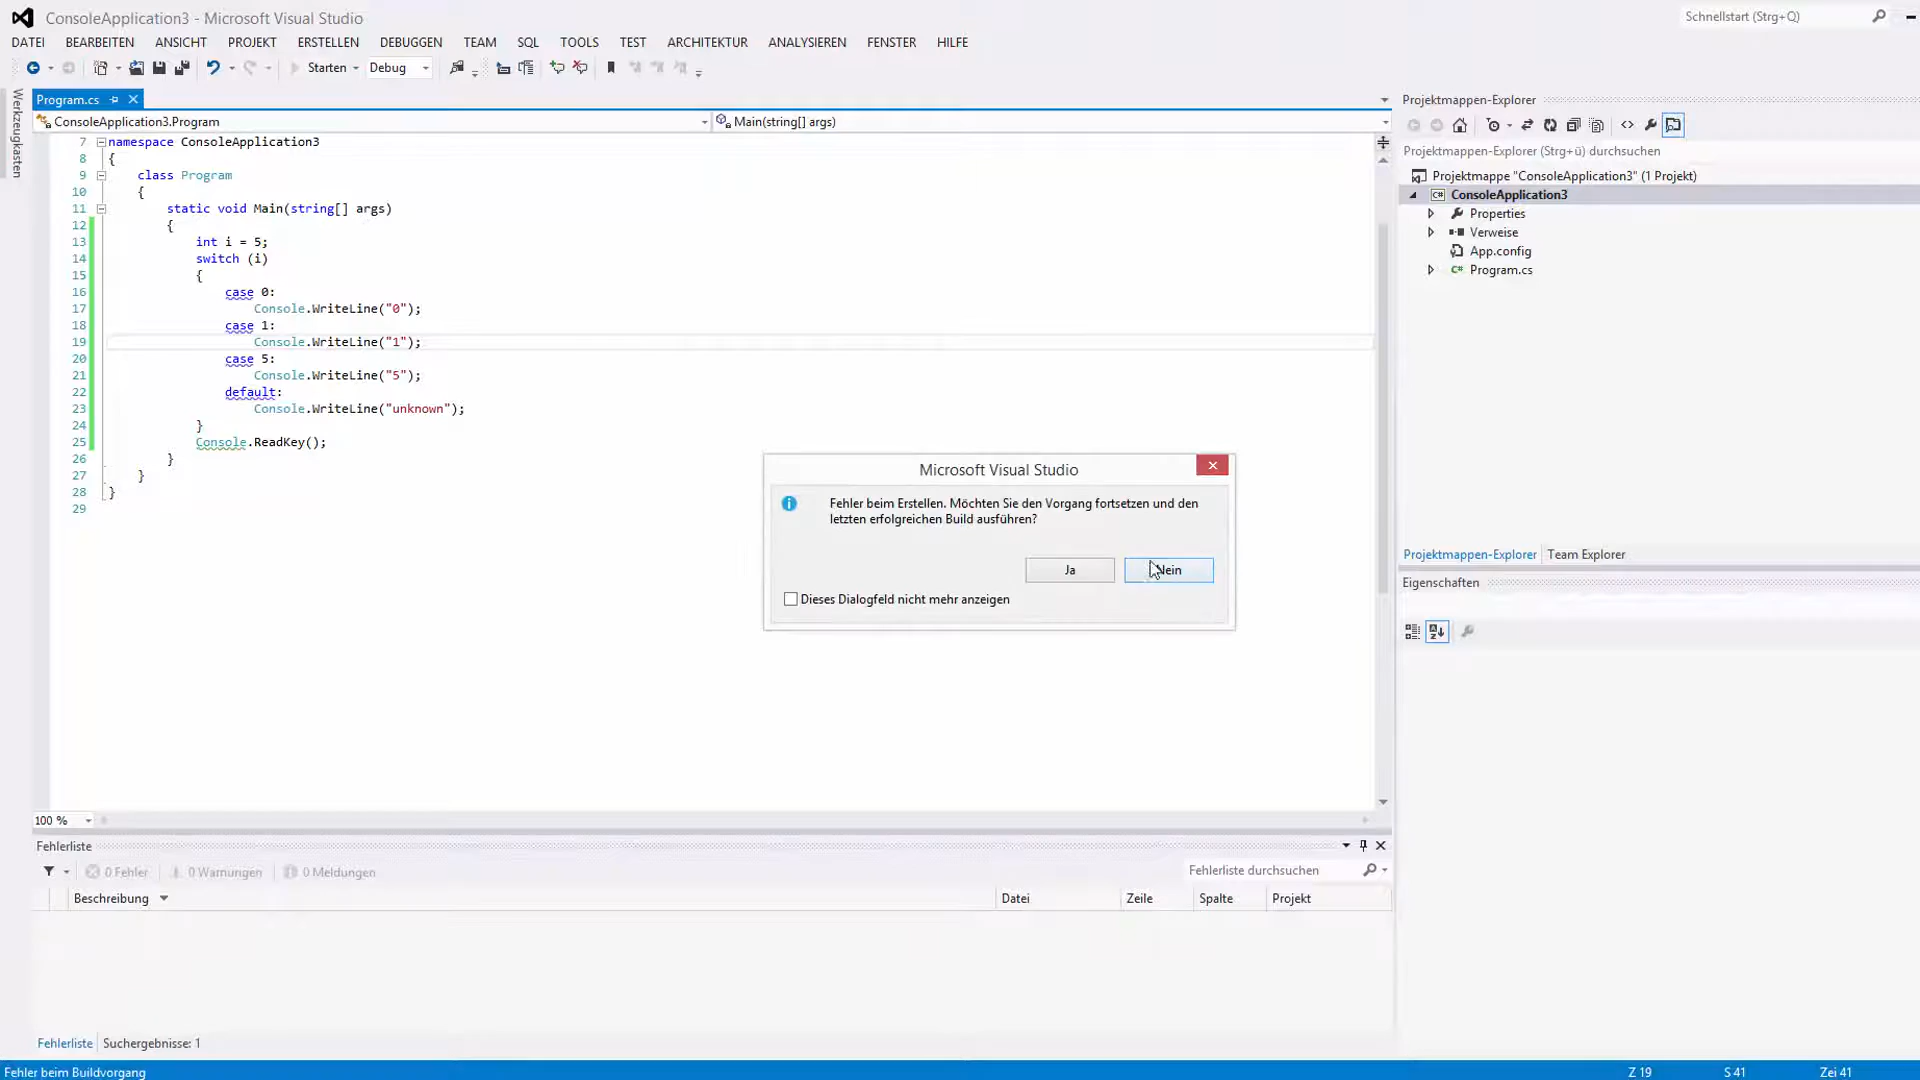 ConsoleApplication3 - Microsoft Visual Studio
Schnellstart (Strg+Q)
DATEI BEARBEITEN ANSICHT PROJEKT ERSTELLEN DEBUGGEN TEAM SQL TOOLS TEST ARCHITEKTUR ANALYSIEREN FENSTER HILFE
Starten Debug
Werkzeugkasten
Program.cs
ConsoleApplication3.Program
Main(string[] args)
7 namespace ConsoleApplication3
8 {
9 class Program
10 {
11 static void Main(string[] args)
12 {
13 int i = 5;
14 switch (i)
15 {
16 case 0:
17 Console.WriteLine("0");
18 case 1:
19 Console.WriteLine("1");
20 case 5:
21 Console.WriteLine("5");
22 default:
23 Console.WriteLine("unknown");
24 }
25 Console.ReadKey();
26 }
27 }
28 }
29
100 %
Microsoft Visual Studio
Fehler beim Erstellen. Möchten Sie den Vorgang fortsetzen und den
letzten erfolgreichen Build ausführen?
Ja
Nein
Dieses Dialogfeld nicht mehr anzeigen
Projektmappen-Explorer
Projektmappen-Explorer (Strg+ü) durchsuchen
Projektmappe "ConsoleApplication3" (1 Projekt)
C# ConsoleApplication3
Properties
Verweise
App.config
C# Program.cs
Projektmappen-Explorer Team Explorer
Eigenschaften
Fehlerliste
0 Fehler 0 Warnungen 0 Meldungen
Fehlerliste durchsuchen
Beschreibung Datei Zeile Spalte Projekt
Fehlerliste Suchergebnisse: 1
Fehler beim Buildvorgang
Z 19 S 41 Zei 41